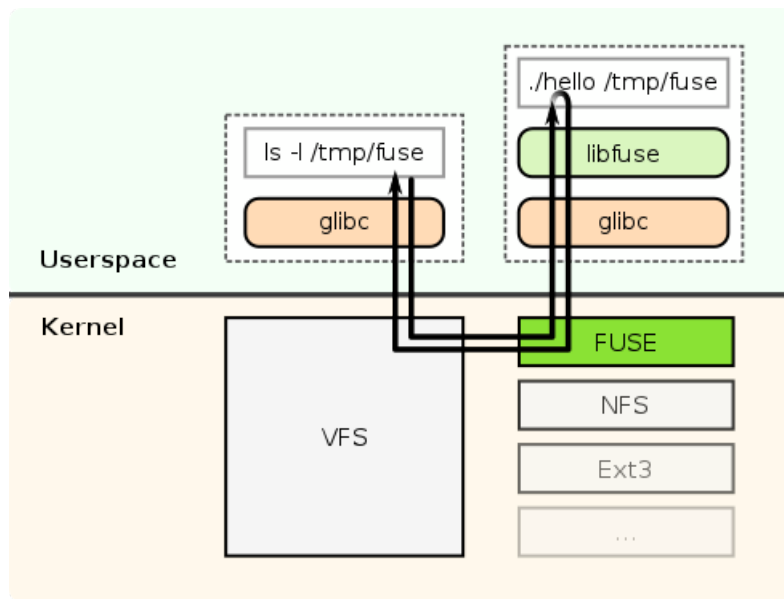 ./hello /tmp/fuse
ls -l /tmp/fuse
libfuse
glibc
glibc
Userspace
Kernel
FUSE
NFS
VFS
Ext3
...